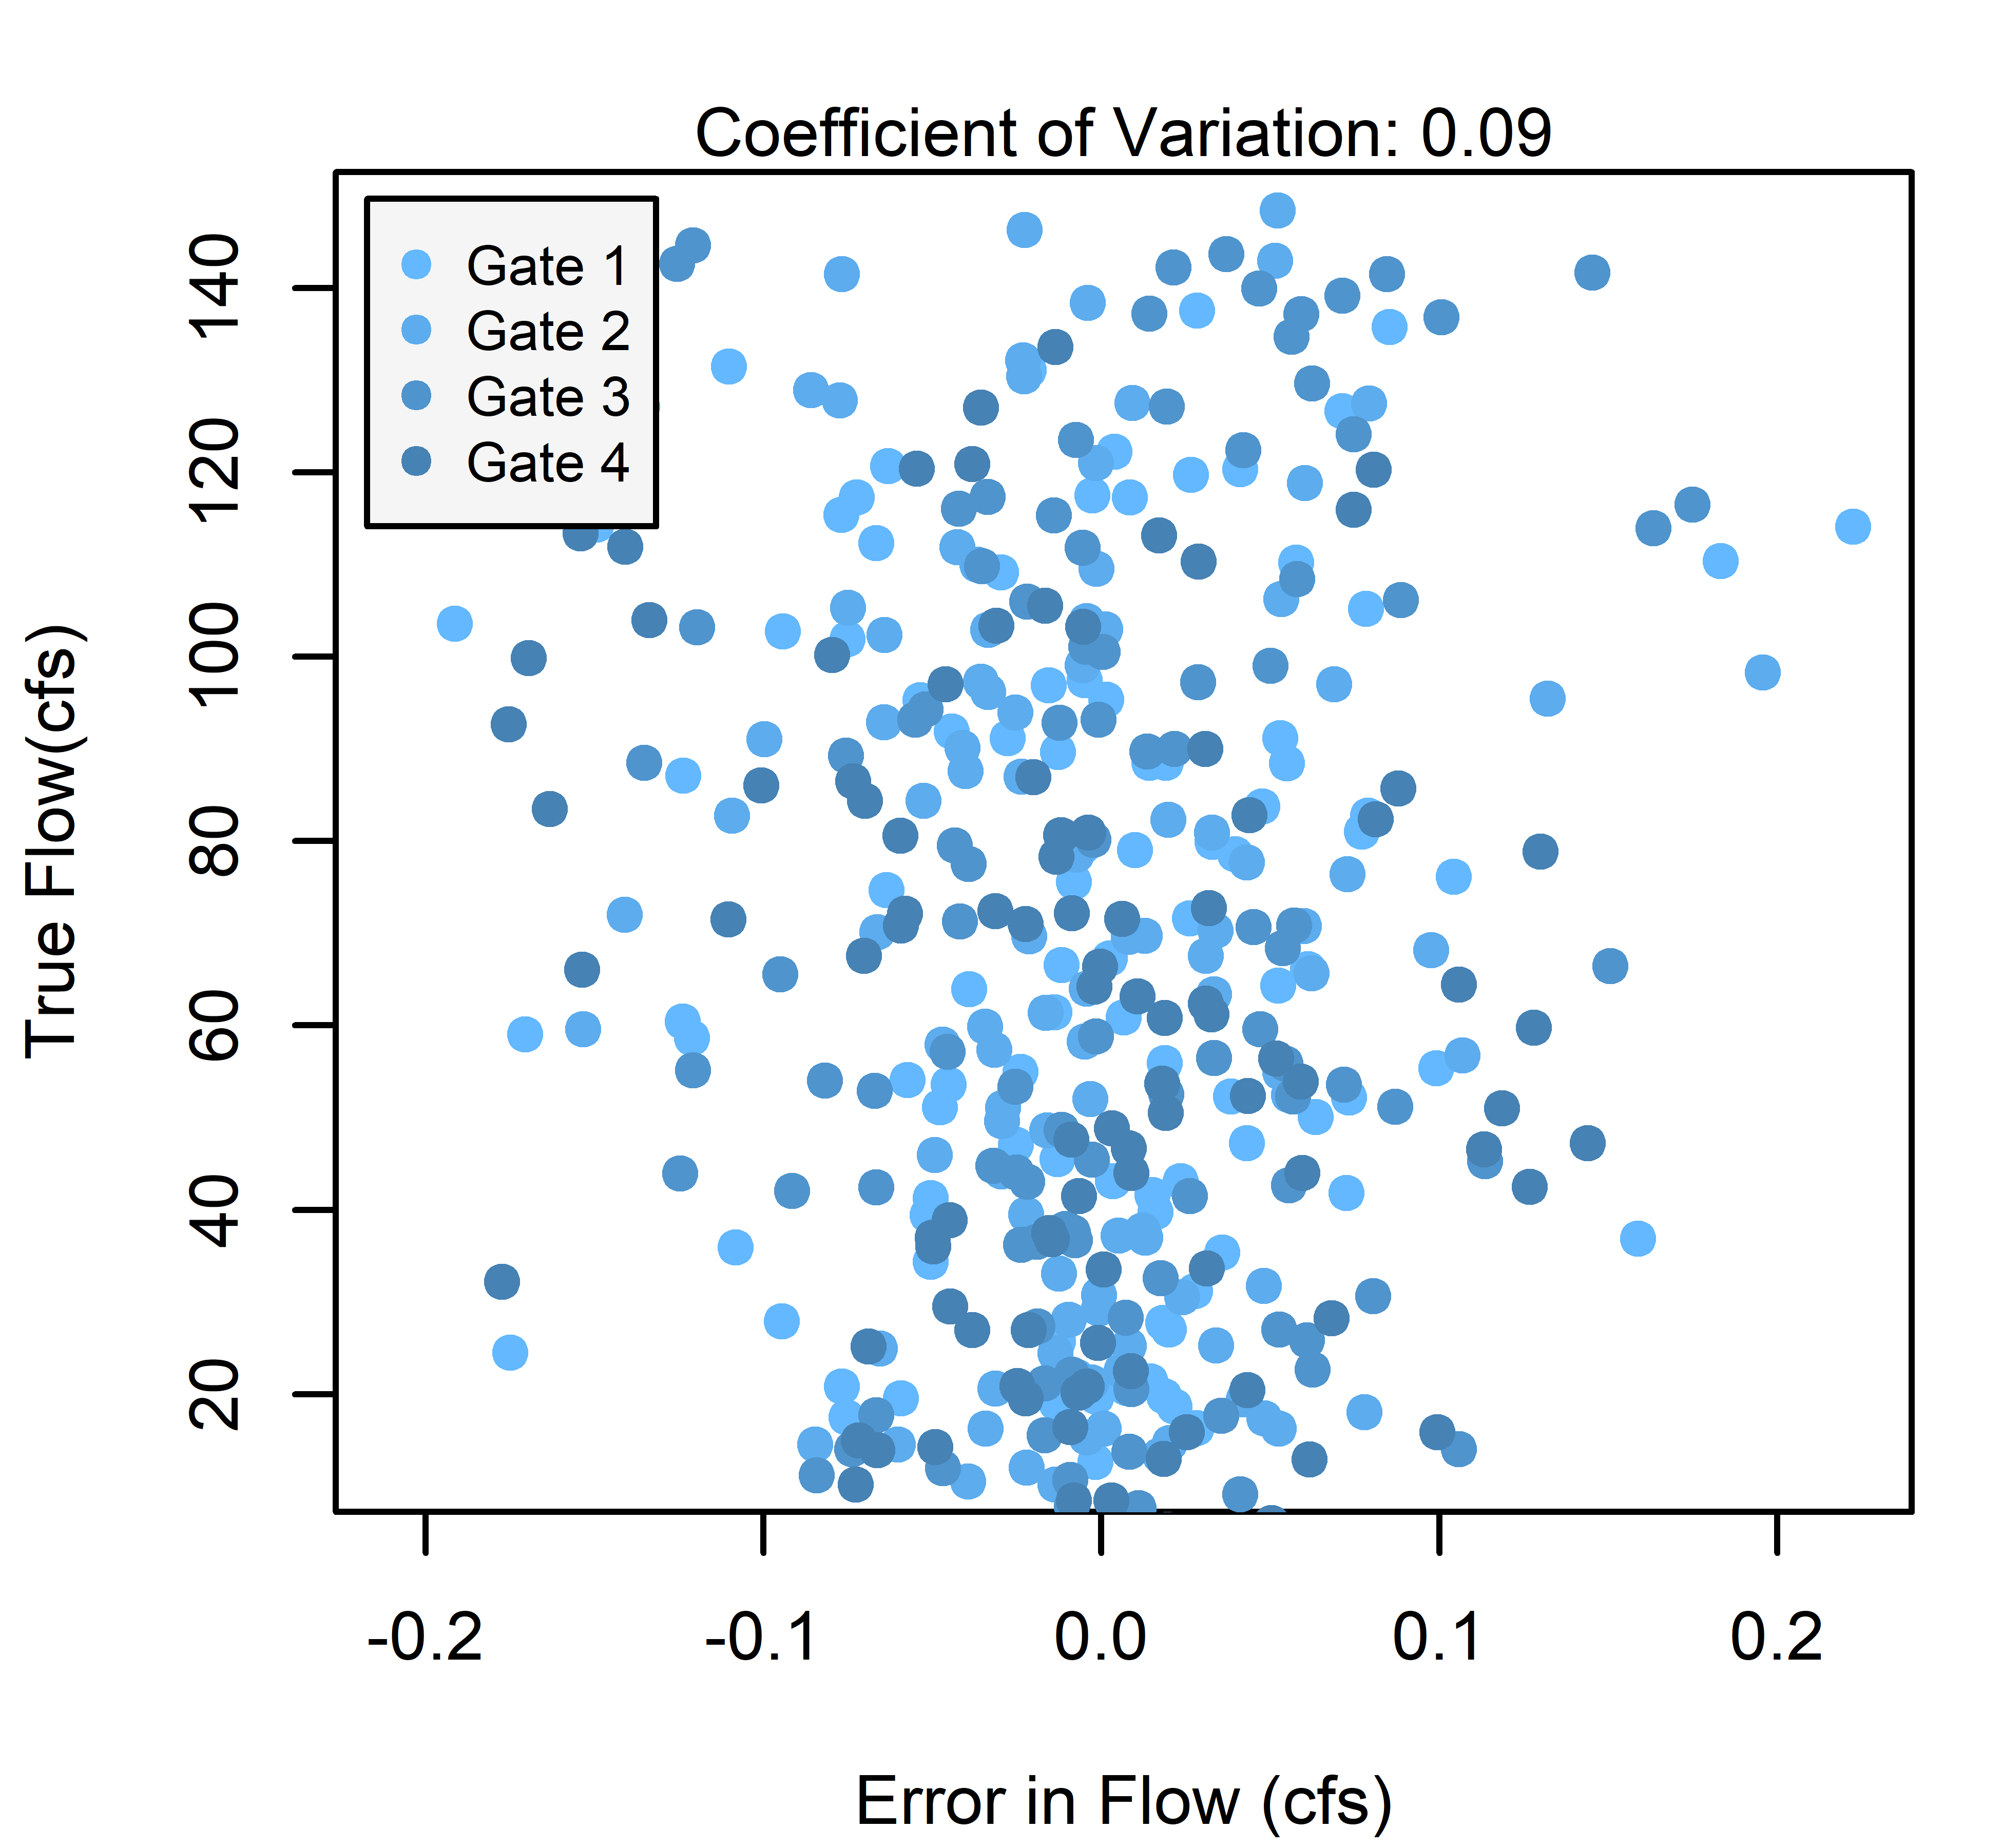 Coefficient of Variation: 0.09
Gate 1
Gate 2
Gate 3
Gate 4
True Flow(cfs)
140
120
100
80
60
40
20
-0.2
-0.1
0.0
0.1
0.2
Error in Flow (cfs)